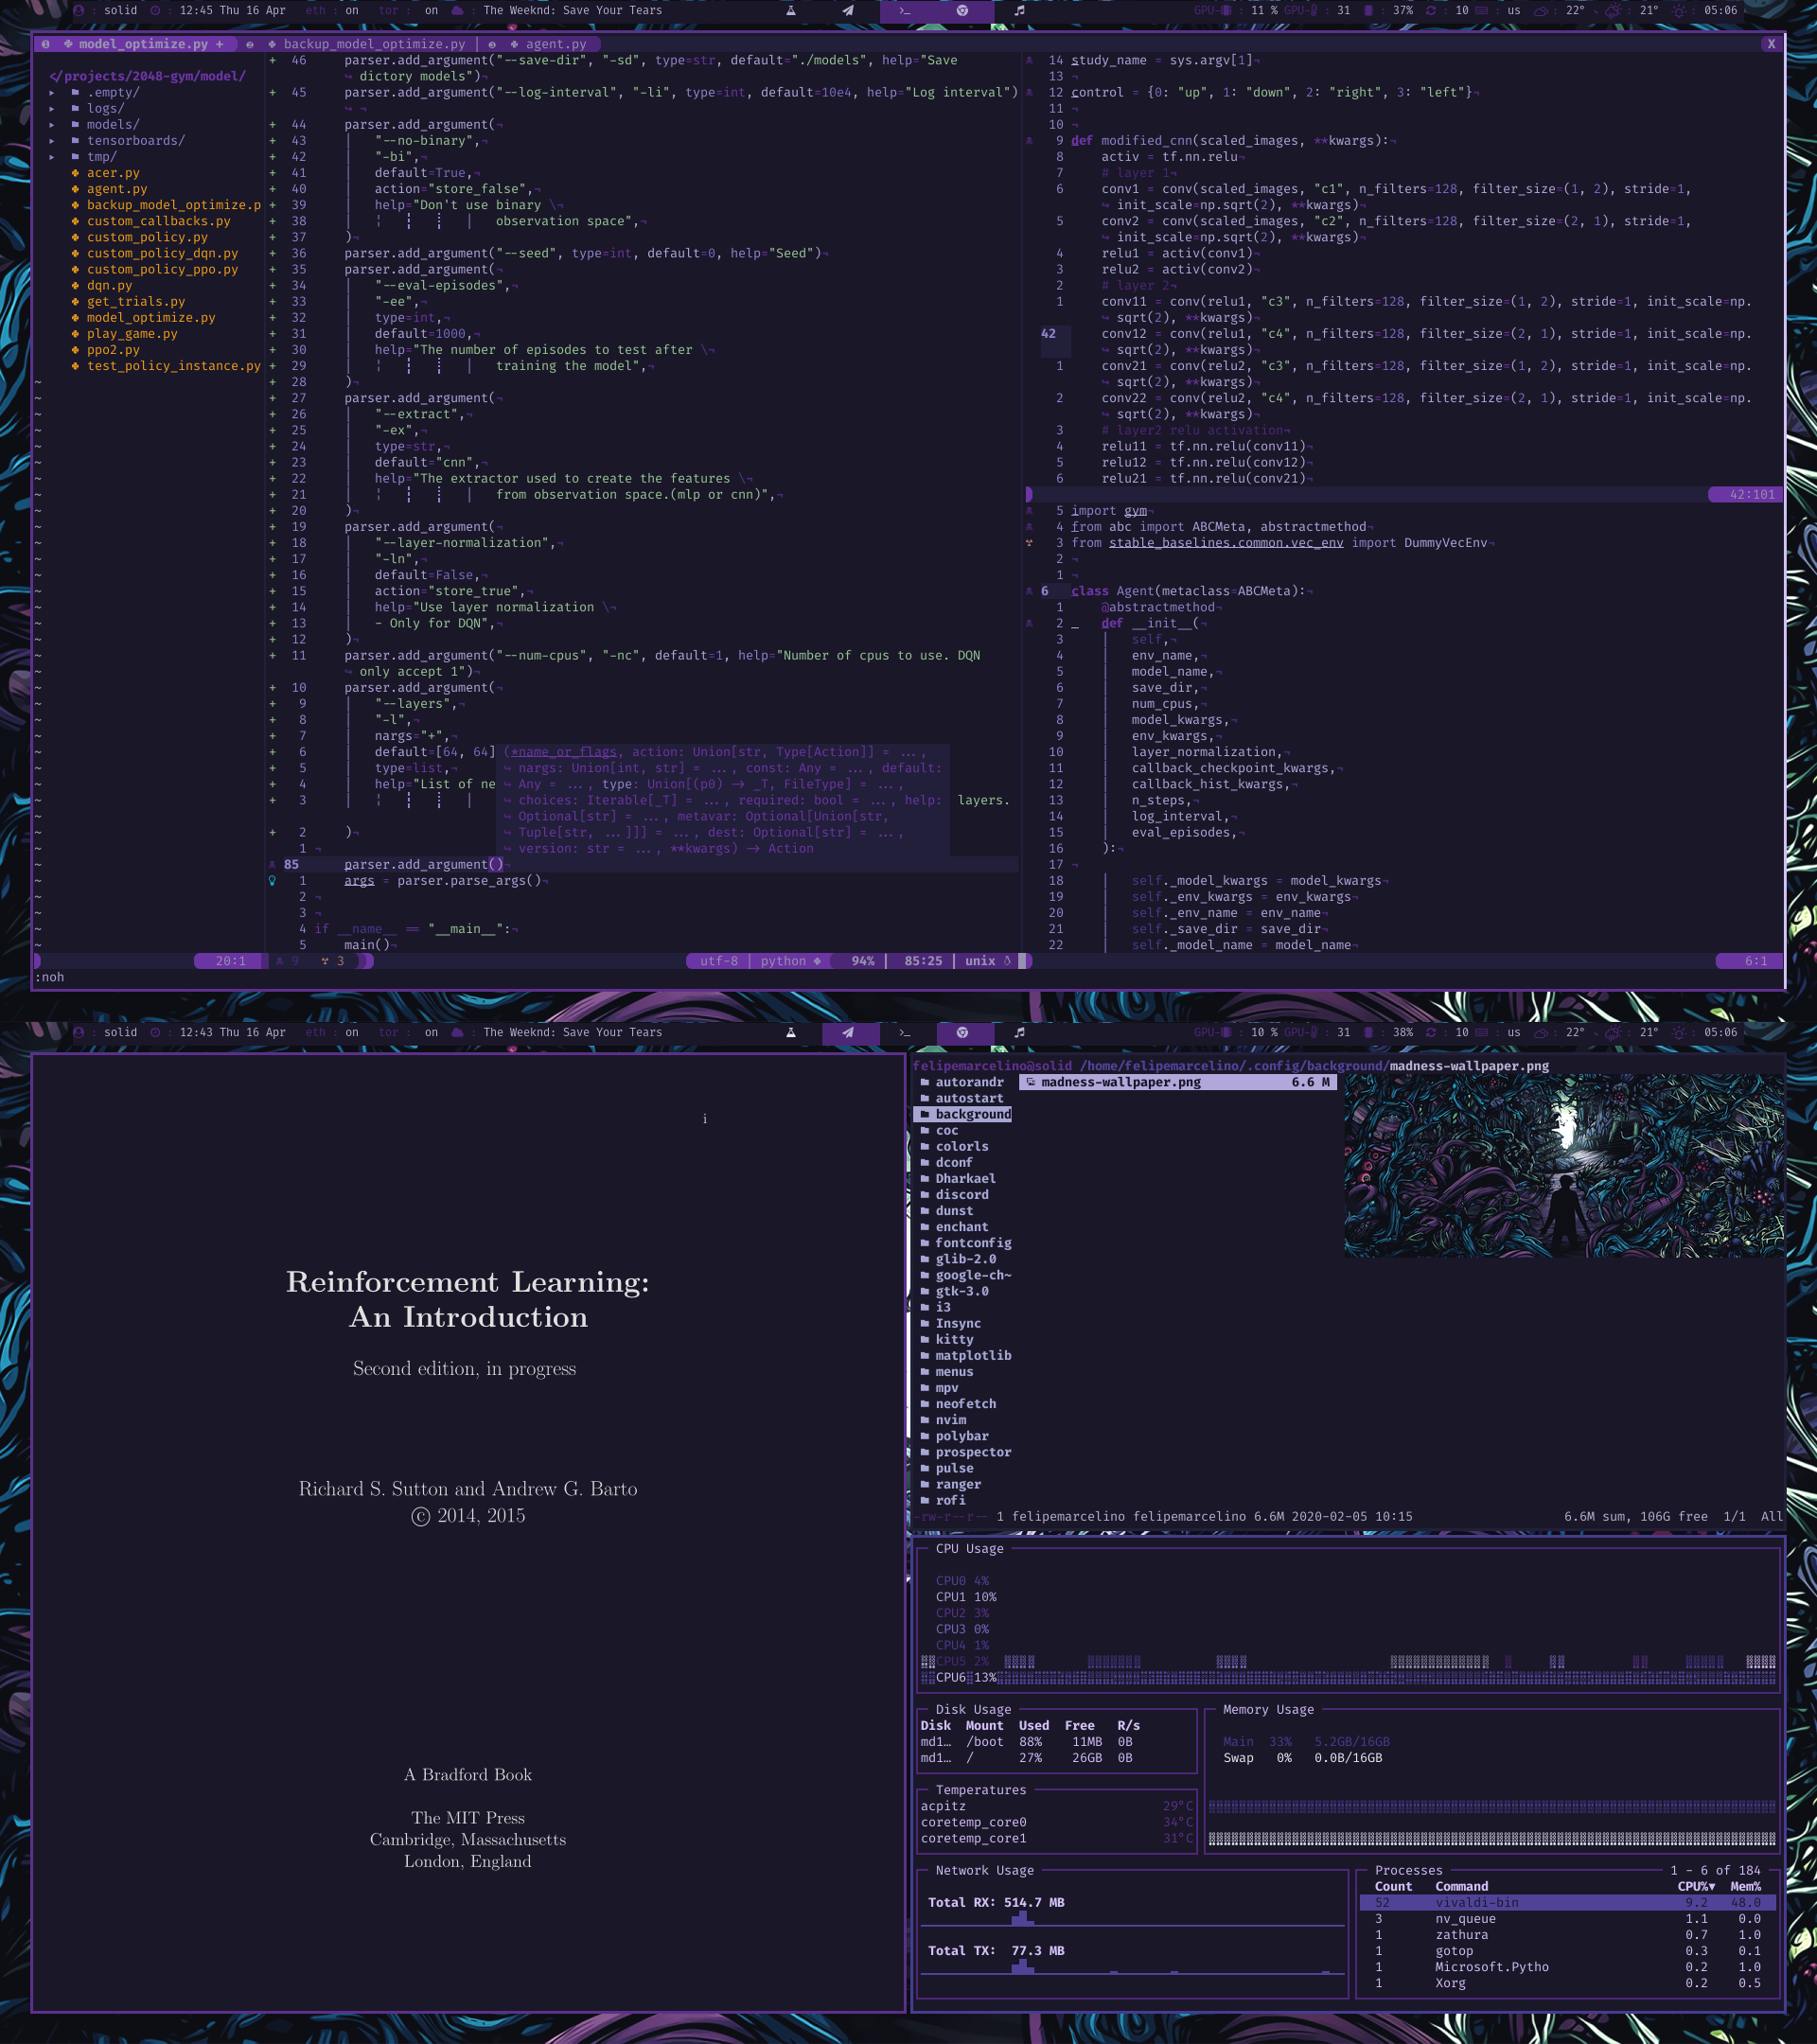 : solid : 12:45 Thu 16 Apr eth : on tor : on : The Weeknd: Save Your Tears GPU- : 11 % GPU- : 31 : 37% : 10 : us : 22° : 21° : 05:06
model_optimize.py + backup_model_optimize.py | agent.py X
</projects/2048-gym/model/
.empty/
logs/
models/
tensorboards/
tmp/
acer.py
agent.py
backup_model_optimize.p
custom_callbacks.py
custom_policy.py
custom_policy_dqn.py
custom_policy_ppo.py
dqn.py
get_trials.py
model_optimize.py
play_game.py
ppo2.py
test_policy_instance.py
20:1
+ 46 parser.add_argument("--save-dir", "-sd", type=str, default="./models", help="Save
↪ dictory models")¬
+ 45 parser.add_argument("--log-interval", "-li", type=int, default=10e4, help="Log interval")
↪ ¬
+ 44 parser.add_argument(¬
+ 43 "--no-binary",¬
+ 42 "-bi",¬
+ 41 default=True,¬
+ 40 action="store_false",¬
+ 39 help="Don't use binary \¬
+ 38 observation space",¬
+ 37 )¬
+ 36 parser.add_argument("--seed", type=int, default=0, help="Seed")¬
+ 35 parser.add_argument(¬
+ 34 "--eval-episodes",¬
+ 33 "-ee",¬
+ 32 type=int,¬
+ 31 default=1000,¬
+ 30 help="The number of episodes to test after \¬
+ 29 training the model",¬
+ 28 )¬
+ 27 parser.add_argument(¬
+ 26 "--extract",¬
+ 25 "-ex",¬
+ 24 type=str,¬
+ 23 default="cnn",¬
+ 22 help="The extractor used to create the features \¬
+ 21 from observation space.(mlp or cnn)",¬
+ 20 )¬
+ 19 parser.add_argument(¬
+ 18 "--layer-normalization",¬
+ 17 "-ln",¬
+ 16 default=False,¬
+ 15 action="store_true",¬
+ 14 help="Use layer normalization \¬
+ 13 - Only for DQN",¬
+ 12 )¬
+ 11 parser.add_argument("--num-cpus", "-nc", default=1, help="Number of cpus to use. DQN
↪ only accept 1")¬
+ 10 parser.add_argument(¬
+ 9 "--layers",¬
+ 8 "-l",¬
+ 7 nargs="+",¬
+ 6 default=[64, 64] (*name_or_flags, action: Union[str, Type[Action]] = ..., 
+ 5 type=list,¬ ↪ nargs: Union[int, str] = ..., const: Any = ..., default:
+ 4 help="List of ne ↪ Any = ..., type: Union[(p0) -> _T, FileType] = ...,
+ 3 ↪ choices: Iterable[_T] = ..., required: bool = ..., help: layers.
↪ Optional[str] = ..., metavar: Optional[Union[str,
+ 2 )¬ ↪ Tuple[str, ...]]] = ..., dest: Optional[str] = ...,
1 ¬ ↪ version: str = ..., **kwargs) -> Action
85 parser.add_argument()¬
1 args = parser.parse_args()¬
2 ¬
3 ¬
4 if __name__ == "__main__":¬
5 main()¬
9 3 utf-8 | python 94% | 85:25 | unix
:noh
14 study_name = sys.argv[1]¬
13 ¬
12 control = {0: "up", 1: "down", 2: "right", 3: "left"}¬
11 ¬
10 ¬
9 def modified_cnn(scaled_images, **kwargs):¬
8 activ = tf.nn.relu¬
7 # layer 1¬
6 conv1 = conv(scaled_images, "c1", n_filters=128, filter_size=(1, 2), stride=1,
↪ init_scale=np.sqrt(2), **kwargs)¬
5 conv2 = conv(scaled_images, "c2", n_filters=128, filter_size=(2, 1), stride=1,
↪ init_scale=np.sqrt(2), **kwargs)¬
4 relu1 = activ(conv1)¬
3 relu2 = activ(conv2)¬
2 # layer 2¬
1 conv11 = conv(relu1, "c3", n_filters=128, filter_size=(1, 2), stride=1, init_scale=np.
↪ sqrt(2), **kwargs)¬
42 conv12 = conv(relu1, "c4", n_filters=128, filter_size=(2, 1), stride=1, init_scale=np.
↪ sqrt(2), **kwargs)¬
1 conv21 = conv(relu2, "c3", n_filters=128, filter_size=(1, 2), stride=1, init_scale=np.
↪ sqrt(2), **kwargs)¬
2 conv22 = conv(relu2, "c4", n_filters=128, filter_size=(2, 1), stride=1, init_scale=np.
↪ sqrt(2), **kwargs)¬
3 # layer2 relu activation¬
4 relu11 = tf.nn.relu(conv11)¬
5 relu12 = tf.nn.relu(conv12)¬
6 relu21 = tf.nn.relu(conv21)¬
42:101
5 import gym¬
4 from abc import ABCMeta, abstractmethod¬
3 from stable_baselines.common.vec_env import DummyVecEnv¬
2 ¬
1 ¬
6 class Agent(metaclass=ABCMeta):¬
1 @abstractmethod¬
2 def __init__(¬
3 self,¬
4 env_name,¬
5 model_name,¬
6 save_dir,¬
7 num_cpus,¬
8 model_kwargs,¬
9 env_kwargs,¬
10 layer_normalization,¬
11 callback_checkpoint_kwargs,¬
12 callback_hist_kwargs,¬
13 n_steps,¬
14 log_interval,¬
15 eval_episodes,¬
16 ):¬
17 ¬
18 self._model_kwargs = model_kwargs¬
19 self._env_kwargs = env_kwargs¬
20 self._env_name = env_name¬
21 self._save_dir = save_dir¬
22 self._model_name = model_name¬
6:1
: solid : 12:43 Thu 16 Apr eth : on tor : on : The Weeknd: Save Your Tears GPU- : 10 % GPU- : 31 : 38% : 10 : us : 22° : 21° : 05:06
i
Reinforcement Learning:
An Introduction
Second edition, in progress
Richard S. Sutton and Andrew G. Barto
© 2014, 2015
A Bradford Book
The MIT Press
Cambridge, Massachusetts
London, England
felipemarcelino@solid /home/felipemarcelino/.config/background/madness-wallpaper.png
autorandr madness-wallpaper.png 6.6 M
autostart
background
coc
colorls
dconf
Dharkael
discord
dunst
enchant
fontconfig
glib-2.0
google-ch~
gtk-3.0
i3
Insync
kitty
matplotlib
menus
mpv
neofetch
nvim
polybar
prospector
pulse
ranger
rofi
-rw-r--r-- 1 felipemarcelino felipemarcelino 6.6M 2020-02-05 10:15 6.6M sum, 106G free 1/1 All
CPU Usage
CPU0 4%
CPU1 10%
CPU2 3%
CPU3 0%
CPU4 1%
CPU5 2%
CPU6 13%
Disk Usage
Disk Mount Used Free R/s
md1… /boot 88% 11MB 0B
md1… / 27% 26GB 0B
Memory Usage
Main 33% 5.2GB/16GB
Swap 0% 0.0B/16GB
Temperatures
acpitz 29°C
coretemp_core0 34°C
coretemp_core1 31°C
Network Usage
Total RX: 514.7 MB
Total TX: 77.3 MB
Processes 1 - 6 of 184
Count Command CPU%▼ Mem%
52 vivaldi-bin 9.2 48.0
3 nv_queue 1.1 0.0
1 zathura 0.7 1.0
1 gotop 0.3 0.1
1 Microsoft.Pytho 0.2 1.0
1 Xorg 0.2 0.5